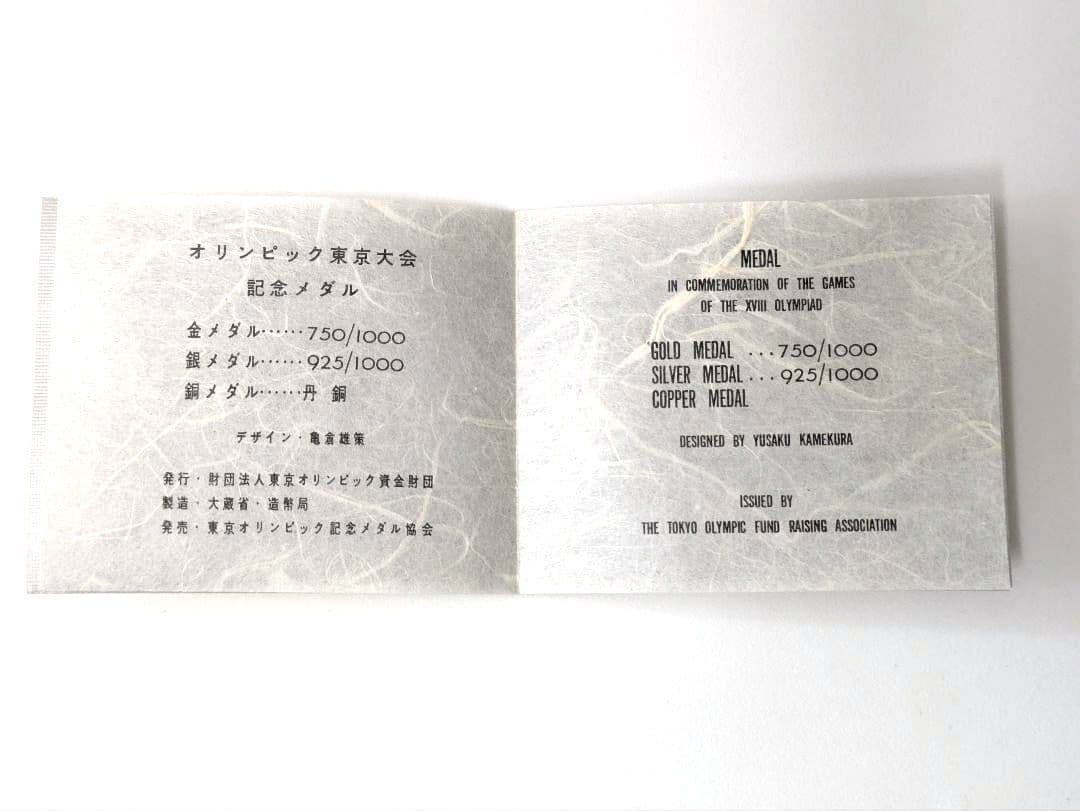 オリンピック東京大会
記念メダル
金メダル……750/1000
銀メダル……925/1000
銅メダル……丹 銅
デザイン・亀倉雄策
発行・財団法人東京オリンピック資金財団
製造・大蔵省・造幣局
発売・東京オリンピック記念メダル協会
MEDAL
IN COMMEMORATION OF THE GAMES
OF THE XVIII OLYMPIAD
GOLD MEDAL ...750/1000
SILVER MEDAL...925/1000
COPPER MEDAL
DESIGNED BY YUSAKU KAMEKURA
ISSUED BY
THE TOKYO OLYMPIC FUND RAISING ASSOCIATION